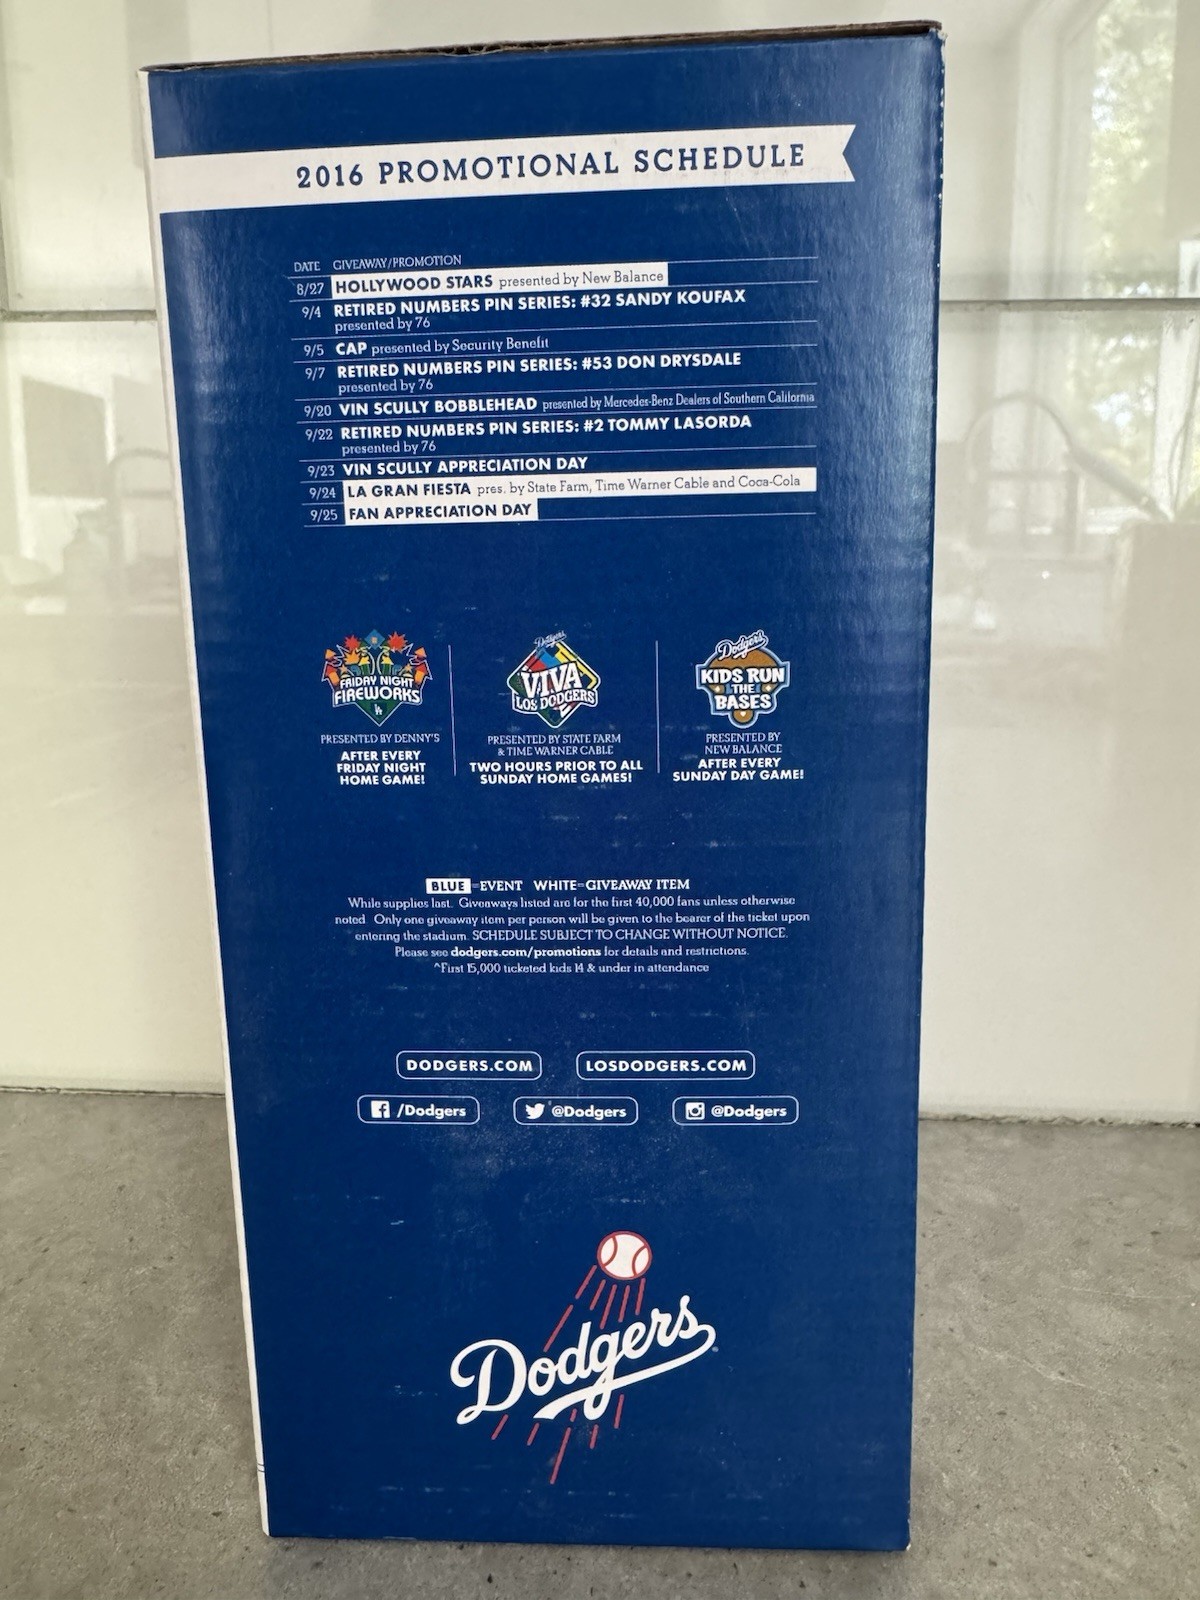 2016 PROMOTIONAL SCHEDULE
DATE GIVEAWAY/PROMOTION
8/27 HOLLYWOOD STARS presented by New Balance
9/4 RETIRED NUMBERS PIN SERIES: #32 SANDY KOUFAX
presented by 76
9/5 CAP presented by Security Benefit
9/7 RETIRED NUMBERS PIN SERIES: #53 DON DRYSDALE
presented by 76
9/20 VIN SCULLY BOBBLEHEAD presented by Mercedes-Benz Dealers of Southern California
9/22 RETIRED NUMBERS PIN SERIES: #2 TOMMY LASORDA
presented by 76
9/23 VIN SCULLY APPRECIATION DAY
9/24 LA GRAN FIESTA pres. by State Farm, Time Warner Cable and Coca-Cola
9/25 FAN APPRECIATION DAY
FRIDAY NIGHT
FIREWORKS
LA
PRESENTED BY DENNY'S
AFTER EVERY
FRIDAY NIGHT
HOME GAME!
Dodgers
VIVA
LOS DODGERS
PRESENTED BY STATE FARM
& TIME WARNER CABLE
TWO HOURS PRIOR TO ALL
SUNDAY HOME GAMES!
Dodgers
KIDS RUN
THE
BASES
PRESENTED BY
NEW BALANCE
AFTER EVERY
SUNDAY DAY GAME!
BLUE=EVENT WHITE=GIVEAWAY ITEM
While supplies last. Giveaways listed are for the first 40,000 fans unless otherwise
noted. Only one giveaway item per person will be given to the bearer of the ticket upon
entering the stadium. SCHEDULE SUBJECT TO CHANGE WITHOUT NOTICE.
Please see dodgers.com/promotions for details and restrictions.
^First 15,000 ticketed kids 14 & under in attendance
DODGERS.COM LOSDODGERS.COM
/Dodgers @Dodgers @Dodgers
Dodgers